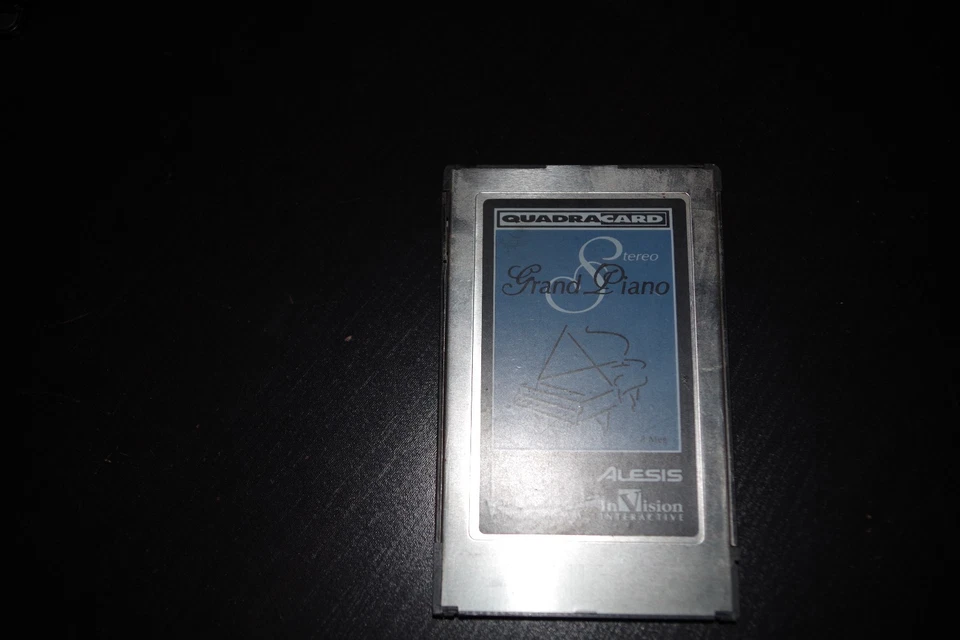 QUADRACARD
Stereo
Grand Piano
ALESIS
InVision
INTERACTIVE